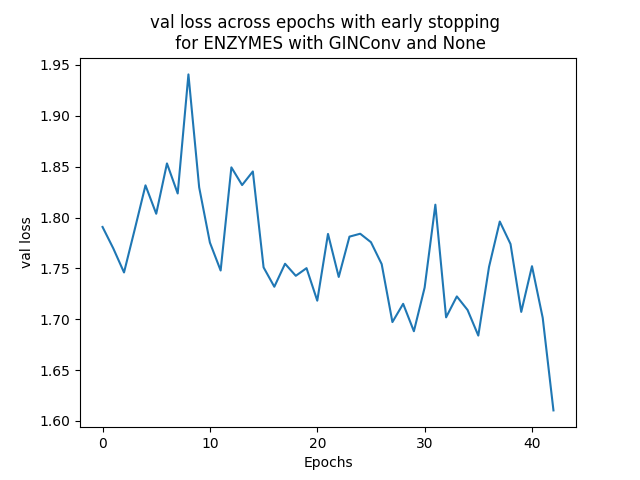 val loss across epochs with early stopping
for ENZYMES with GINConv and None
1.95
1.90
1.85
1.80
1.75
1.70
1.65
1.60
val loss
0 10 20 30 40
Epochs